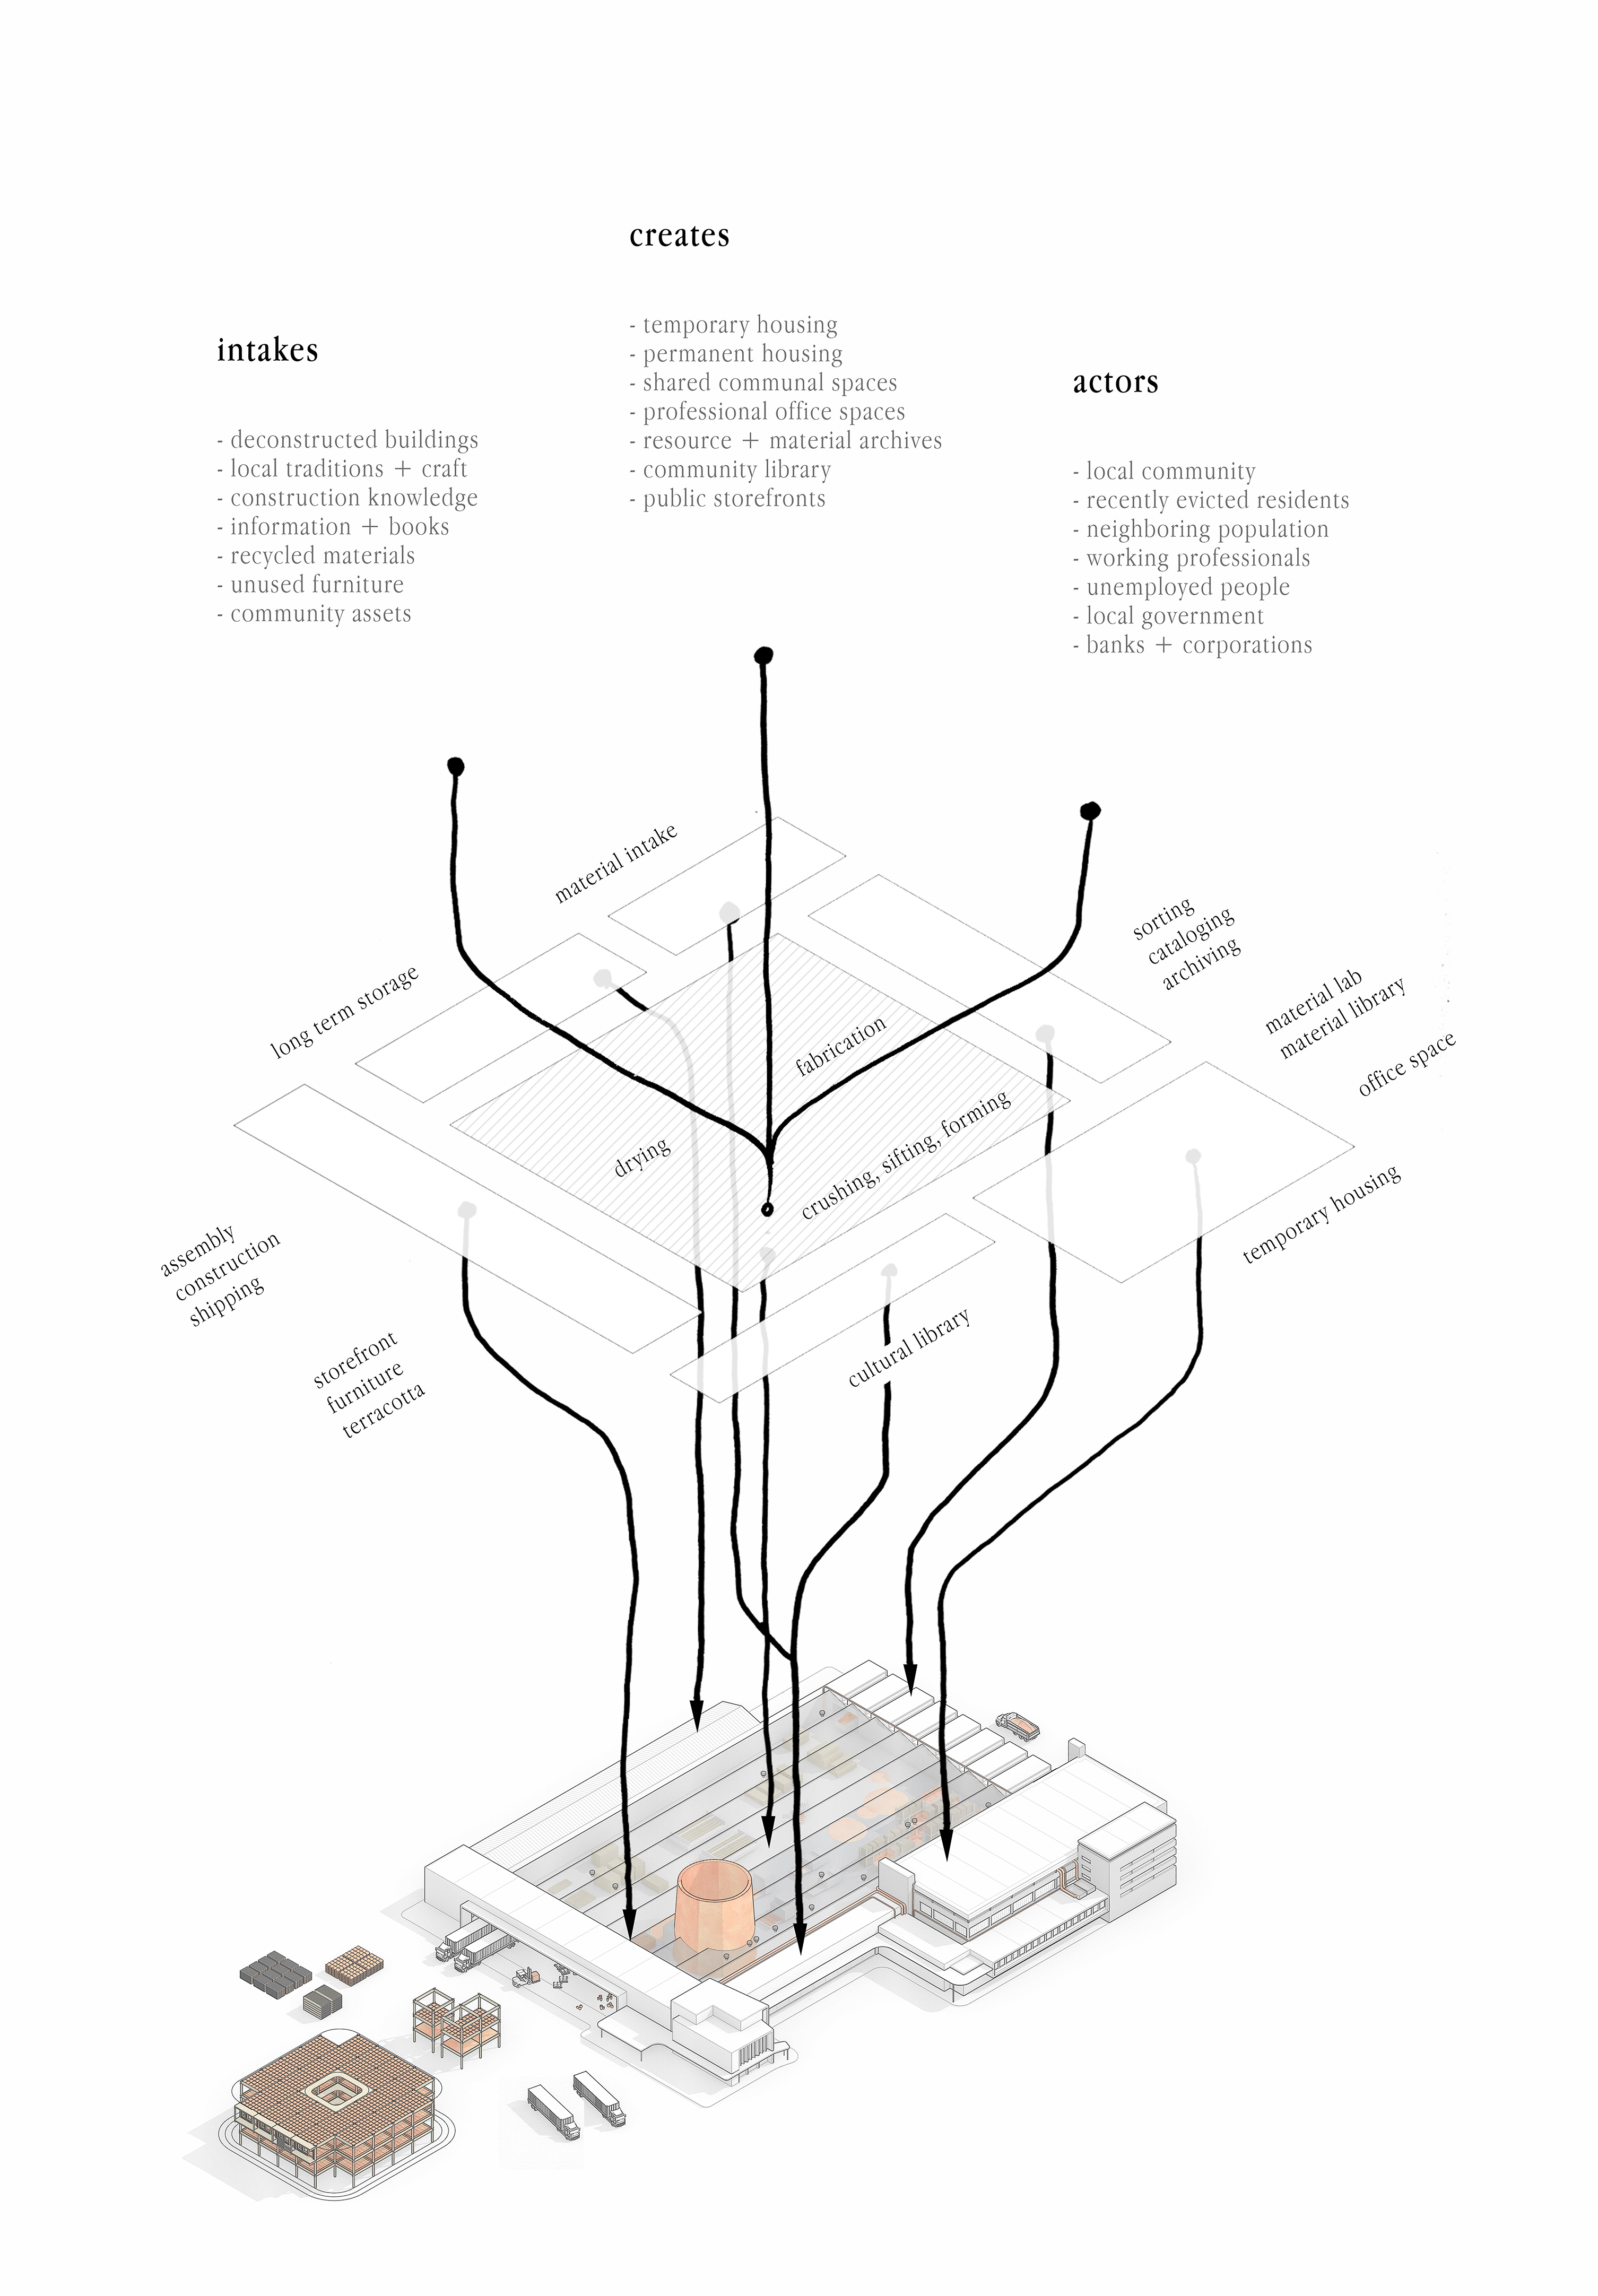 creates
- temporary housing
- permanent housing
- shared communal spaces
- professional office spaces
- resource + material archives
- community library
- public storefronts
intakes
- deconstructed buildings
- local traditions + craft
- construction knowledge
- information + books
- recycled materials
- unused furniture
- community assets
actors
- local community
- recently evicted residents
- neighboring population
- working professionals
- unemployed people
- local government
- banks + corporations
material intake
sorting
cataloging
archiving
long term storage
material lab
material library
office space
fabrication
drying
crushing, sifting, forming
temporary housing
assembly
construction
shipping
cultural library
storefront
furniture
terracotta